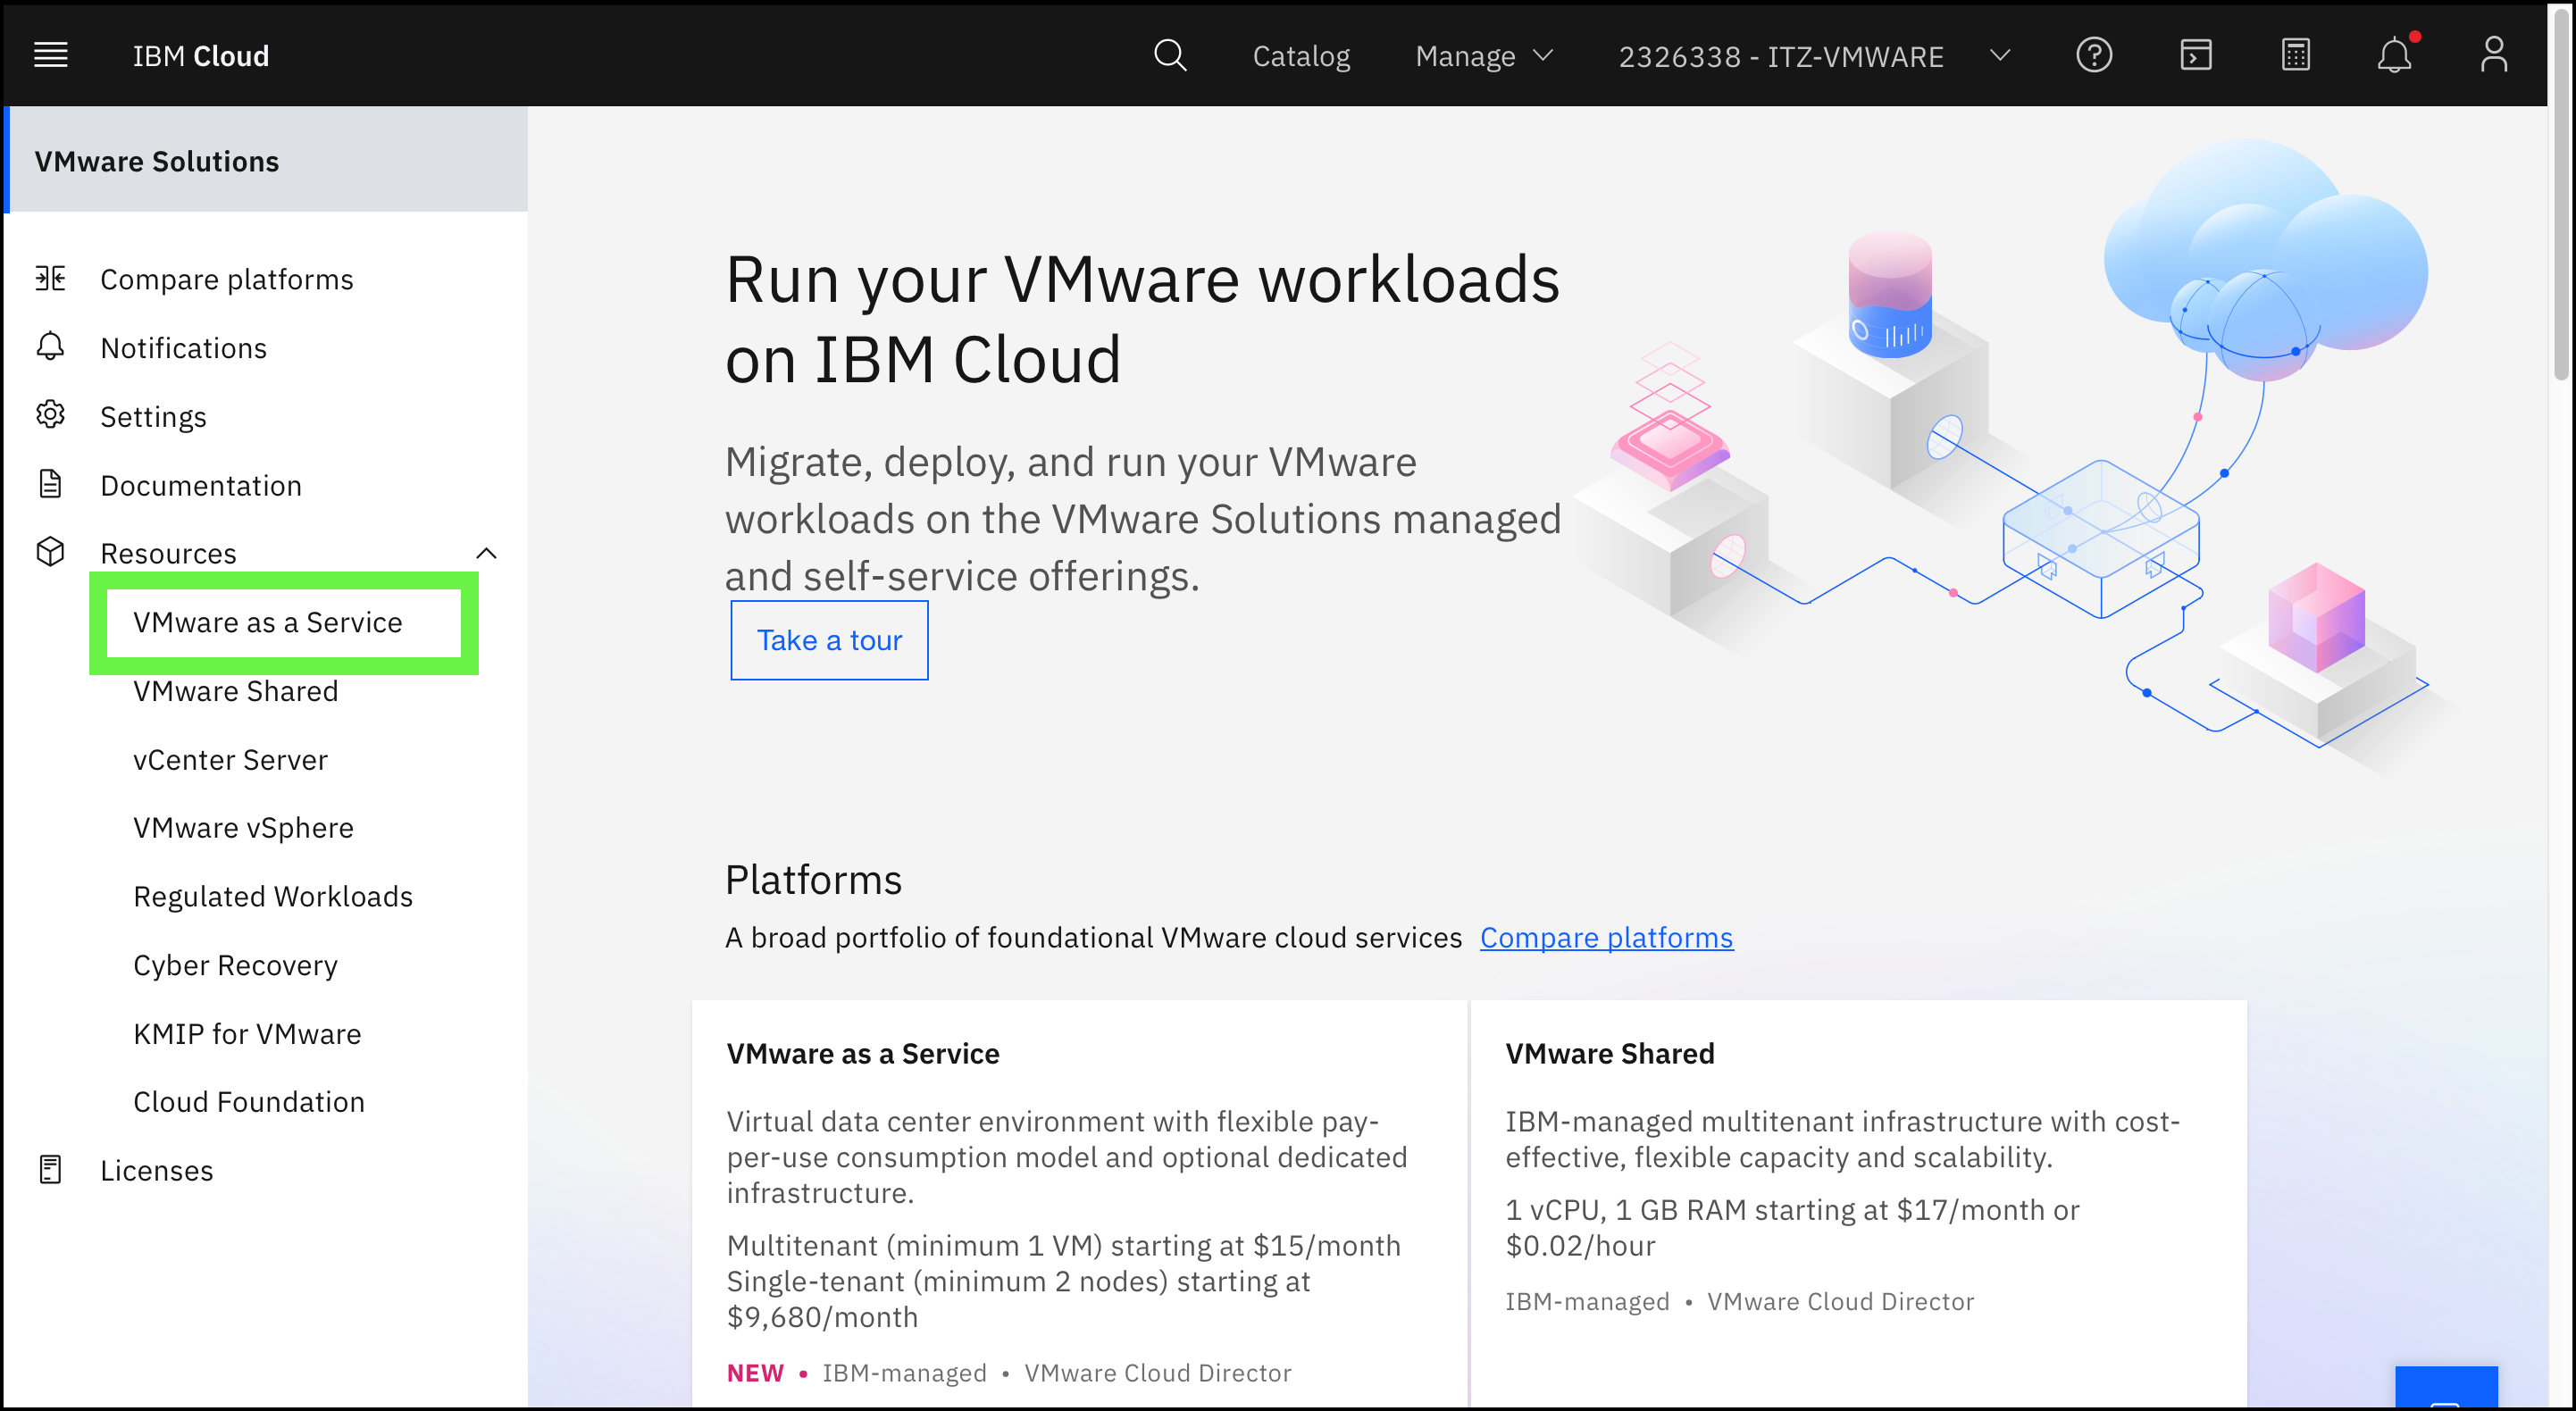 IBM Cloud
Catalog
Manage
2326338 - ITZ-VMWARE
VMware Solutions
Compare platforms
Notifications
Settings
Documentation
Resources
VMware as a Service
VMware Shared
vCenter Server
VMware vSphere
Regulated Workloads
Cyber Recovery
KMIP for VMware
Cloud Foundation
Licenses
Run your VMware workloads
on IBM Cloud
Migrate, deploy, and run your VMware
workloads on the VMware Solutions managed
and self-service offerings.
Take a tour
Platforms
A broad portfolio of foundational VMware cloud services Compare platforms
VMware as a Service
Virtual data center environment with flexible pay-
per-use consumption model and optional dedicated
infrastructure.
Multitenant (minimum 1 VM) starting at $15/month
Single-tenant (minimum 2 nodes) starting at
$9,680/month
NEW • IBM-managed • VMware Cloud Director
VMware Shared
IBM-managed multitenant infrastructure with cost-
effective, flexible capacity and scalability.
1 vCPU, 1 GB RAM starting at $17/month or
$0.02/hour
IBM-managed • VMware Cloud Director